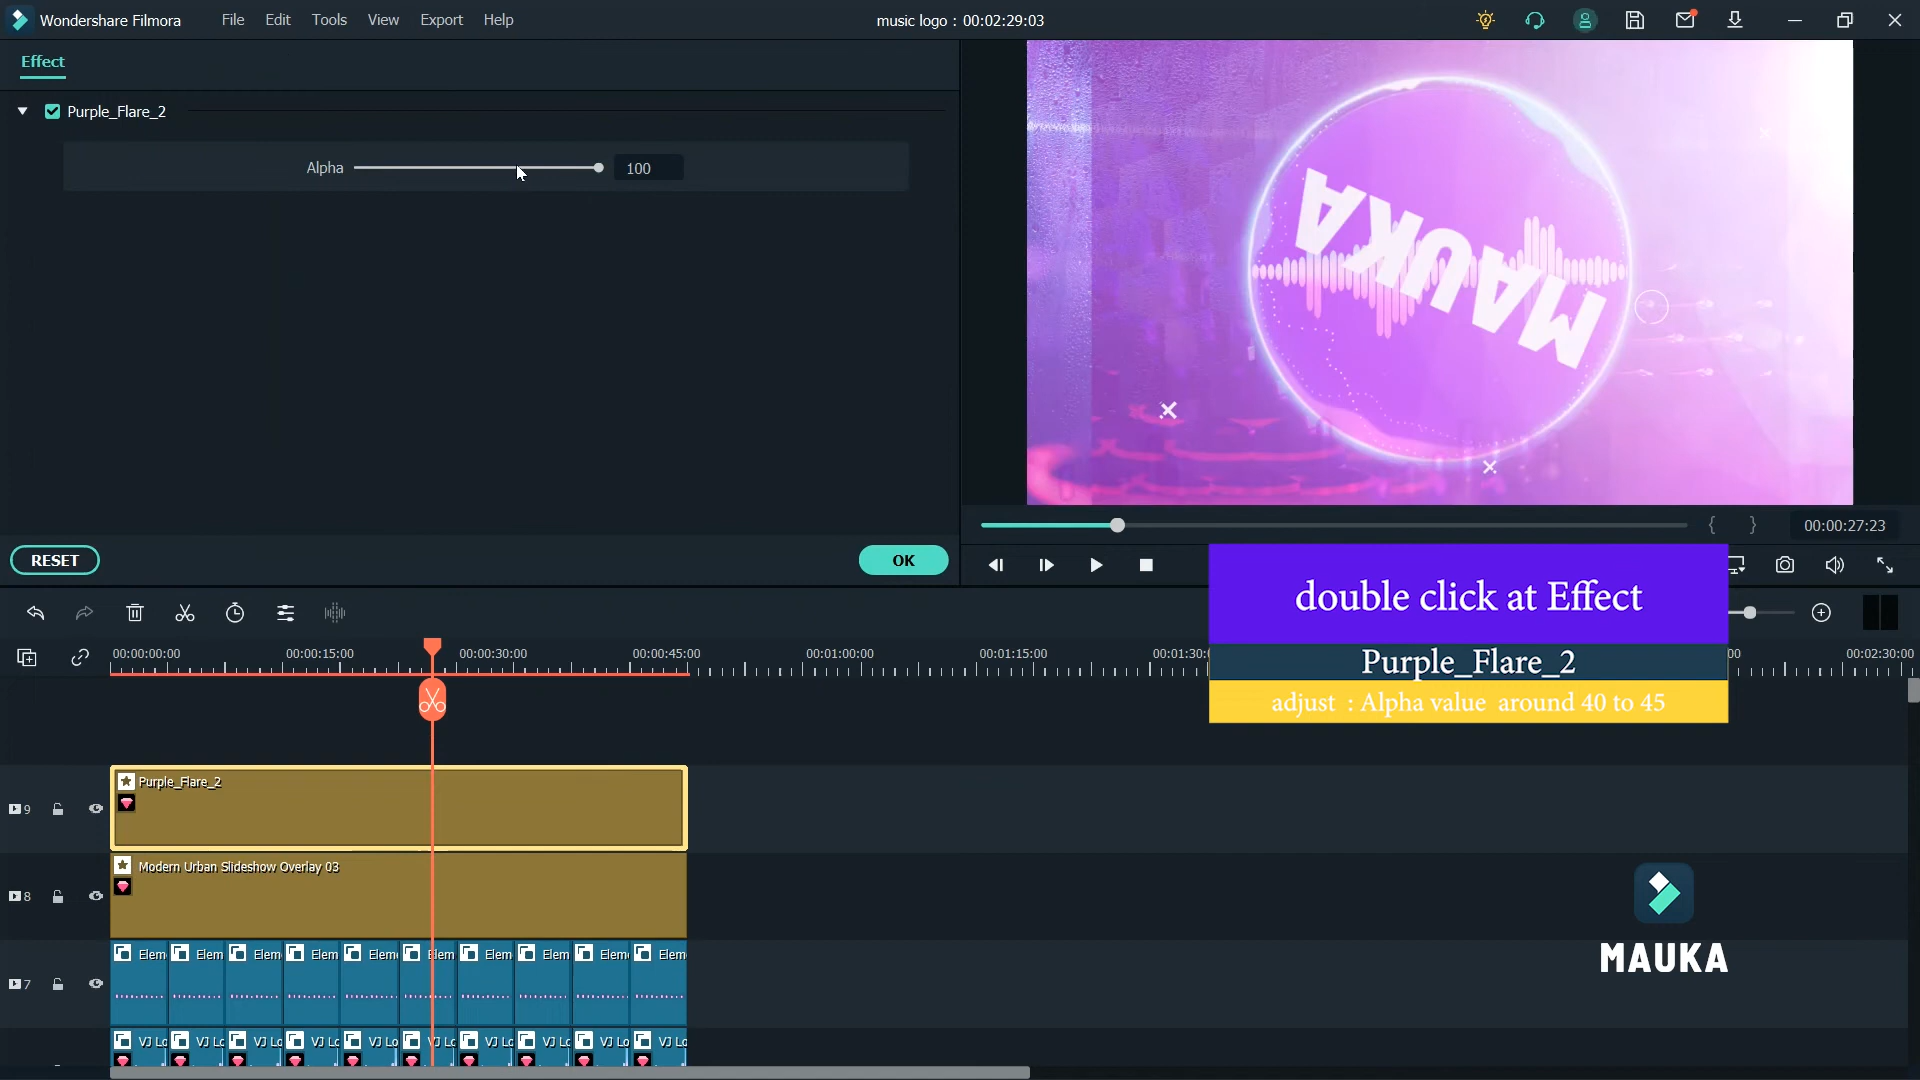 Wondershare Filmora File Edit Tools View Export Help music logo : 00:02:29:03
Effect
Purple_Flare_2
Alpha 100
MAUKA
RESET OK
00:00:27:23
double click at Effect
Purple_Flare_2
adjust : Alpha value around 40 to 45
00:00:00:00 00:00:15:00 00:00:30:00 00:00:45:00 00:01:00:00 00:01:15:00 00:01:30: 00 00:02:30:00
Purple_Flare_2
9
Modern Urban Slideshow Overlay 03
8
Elem Elem Elem Elem Elem Elem Elem Elem Elem Elem
7
MAUKA
VJ Lo VJ Lo VJ Lo VJ Lo VJ Lo VJ Lo VJ Lo VJ Lo VJ Lo VJ Lo